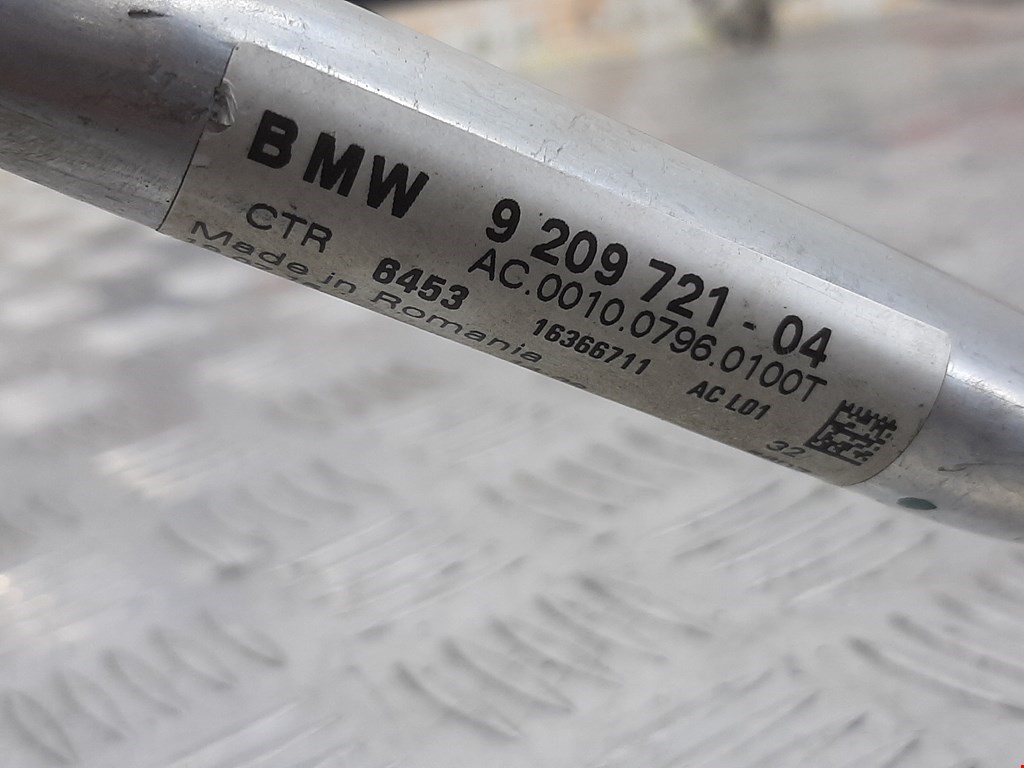 BMW 9 209 721 - 04
CTR AC.0010.0796.0100T
Made in Romania 6453 16366711 AC L01
32